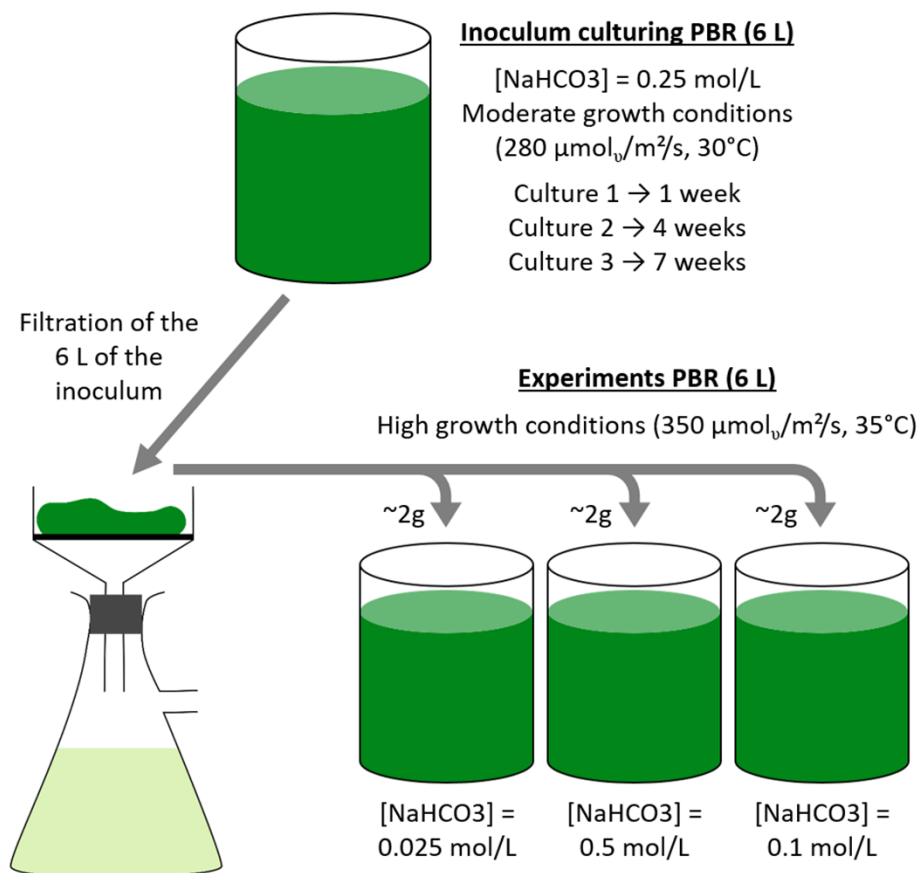 Inoculum culturing PBR (6 L)
[NaHCO3] = 0.25 mol/L
Moderate growth conditions
(280 µmolᵤ/m²/s, 30°C)
Culture 1 → 1 week
Culture 2 → 4 weeks
Culture 3 → 7 weeks
Filtration of the
6 L of the
inoculum
Experiments PBR (6 L)
High growth conditions (350 µmolᵤ/m²/s, 35°C)
~2g
~2g
~2g
[NaHCO3] =
0.025 mol/L
[NaHCO3] =
0.5 mol/L
[NaHCO3] =
0.1 mol/L